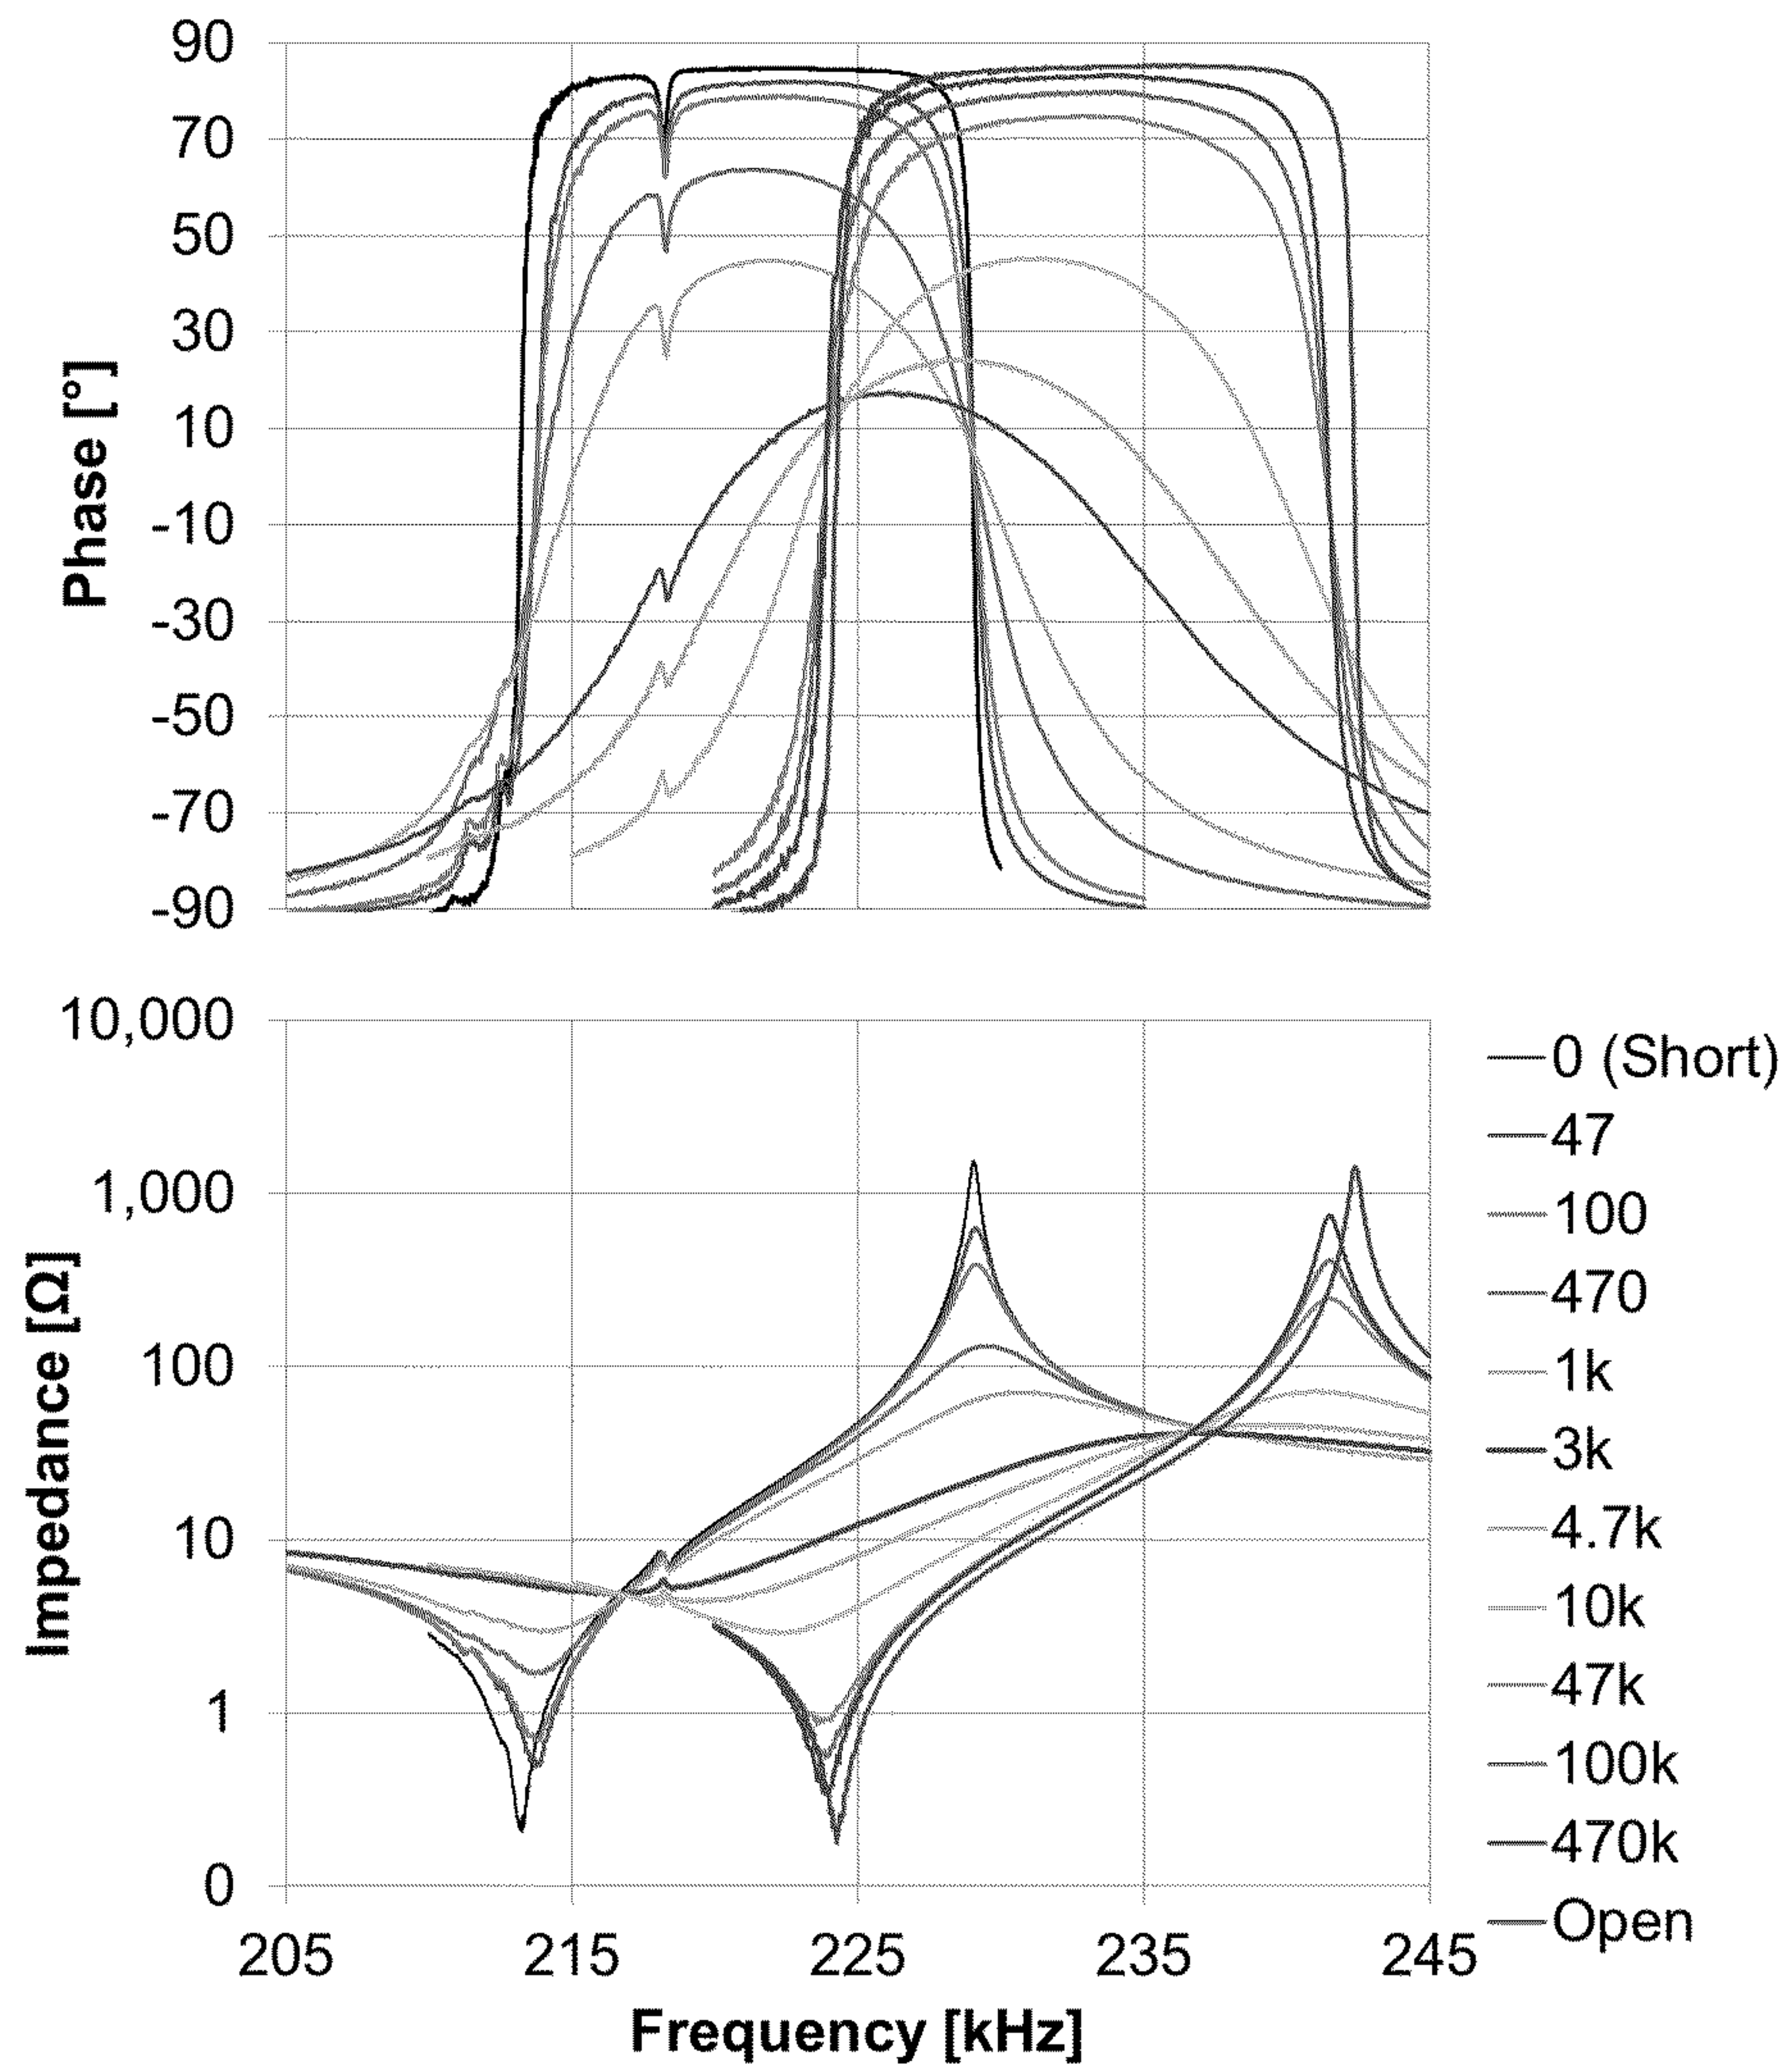 90
70
50
30
10
-10
-30
-50
-70
-90
Phase [°]
10,000
1,000
100
10
1
0
Impedance [Ω]
205 215 225 235 245
Frequency [kHz]
0 (Short)
47
100
470
1k
3k
4.7k
10k
47k
100k
470k
Open